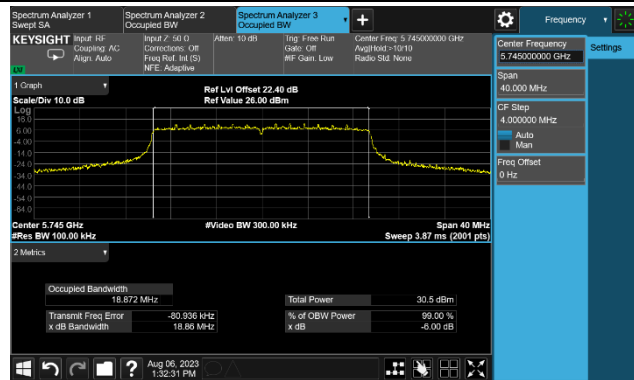 Spectrum Analyzer 1
Swept SA
Spectrum Analyzer 2
Occupied BW
Spectrum Analyzer 3
Occupied BW
Frequency
KEYSIGHT
Input: RF
Coupling: AC
Align: Auto
Input Z: 50 Ω
Corrections: Off
Freq Ref: Int (S)
NFE: Adaptive
Atten: 10 dB
Trig: Free Run
Gate: Off
#IF Gain: Low
Center Freq: 5.745000000 GHz
Avg|Hold:>10/10
Radio Std: None
Center Frequency
5.745000000 GHz
Settings
Span
40.000 MHz
CF Step
4.000000 MHz
Auto
Man
Freq Offset
0 Hz
1 Graph
Scale/Div 10.0 dB
Ref Lvl Offset 22.40 dB
Ref Value 26.00 dBm
Log
16.0
6.00
-4.00
-14.0
-24.0
-34.0
-44.0
-54.0
-64.0
Center 5.745 GHz
#Video BW 300.00 kHz
Span 40 MHz
#Res BW 100.00 kHz
Sweep 3.87 ms (2001 pts)
2 Metrics
Occupied Bandwidth
18.872 MHz
Total Power
30.5 dBm
Transmit Freq Error
-80.936 kHz
% of OBW Power
99.00 %
x dB Bandwidth
18.86 MHz
x dB
-6.00 dB
Aug 06, 2023
1:32:31 PM